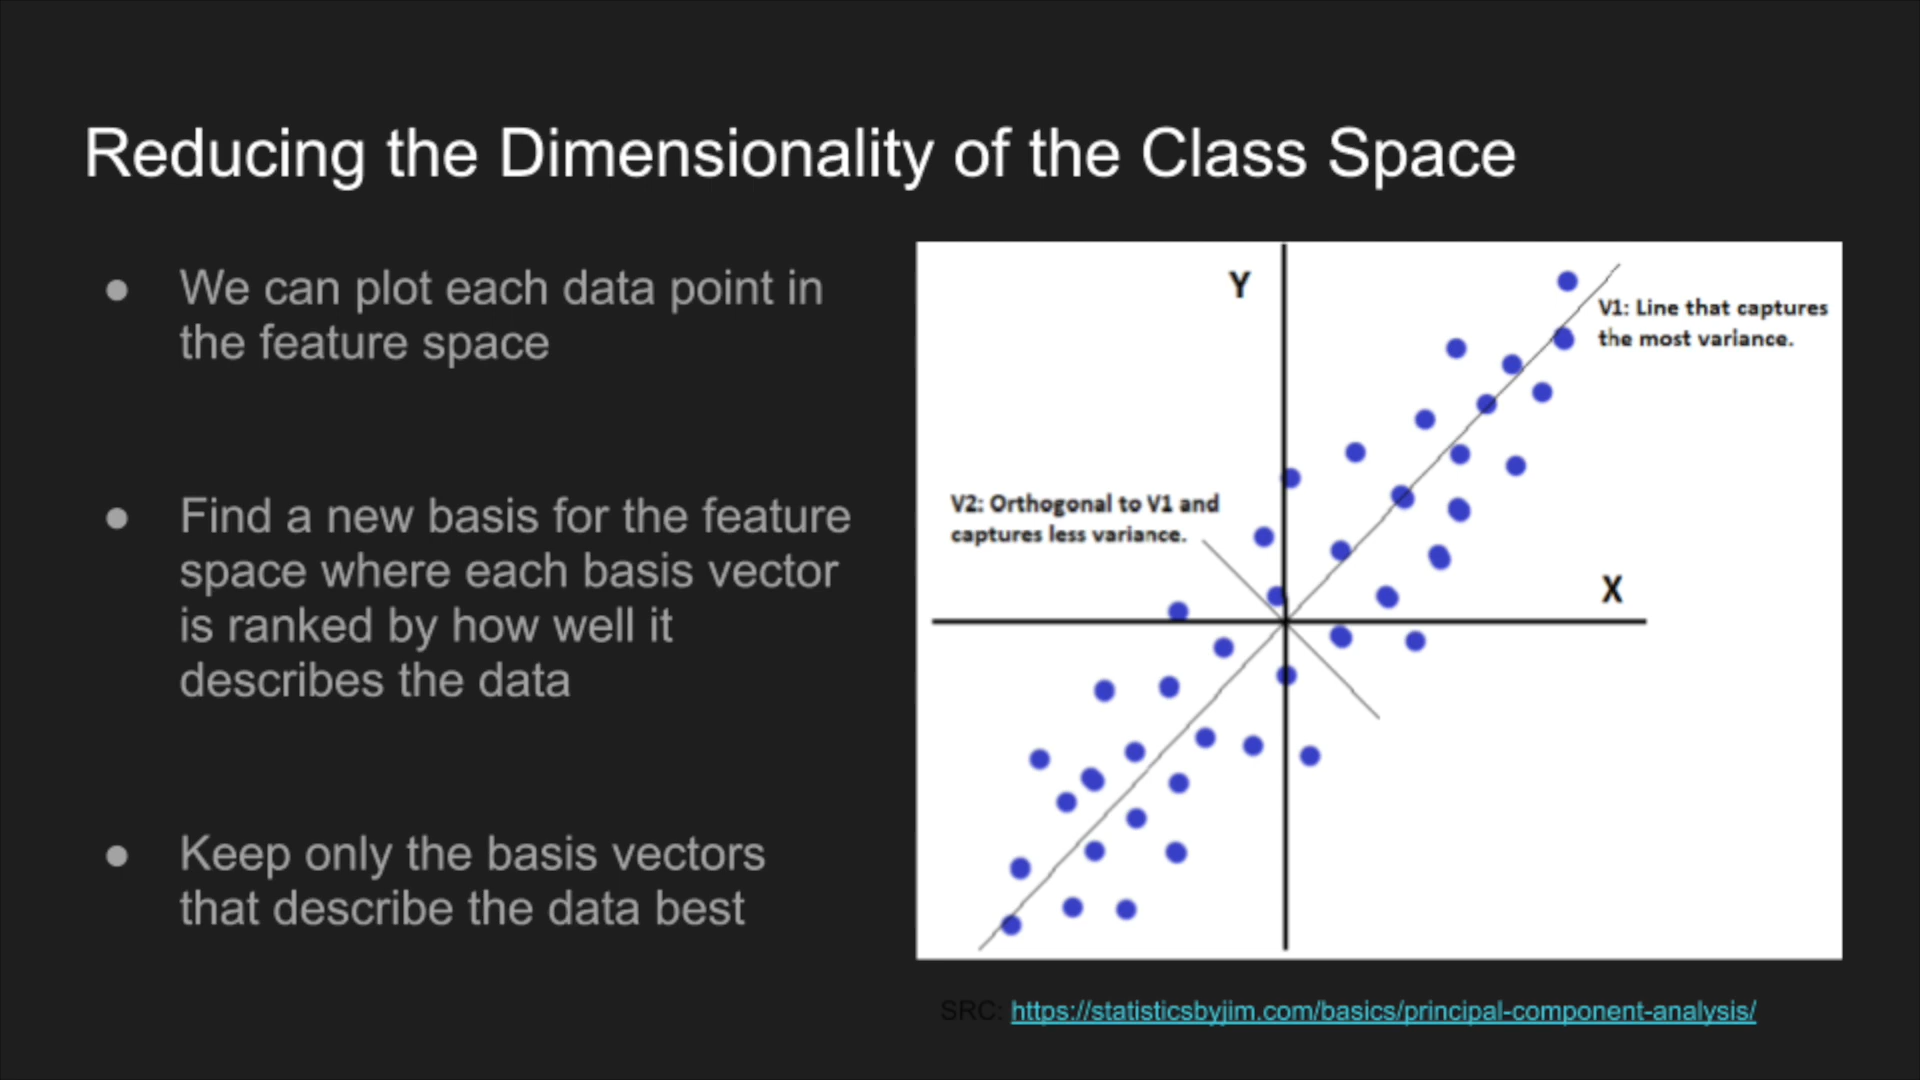 Reducing the Dimensionality of the Class Space
● We can plot each data point in
the feature space
● Find a new basis for the feature
space where each basis vector
is ranked by how well it
describes the data
● Keep only the basis vectors
that describe the data best
Y
V1: Line that captures
the most variance.
V2: Orthogonal to V1 and
captures less variance.
X
SRC: https://statisticsbyjim.com/basics/principal-component-analysis/